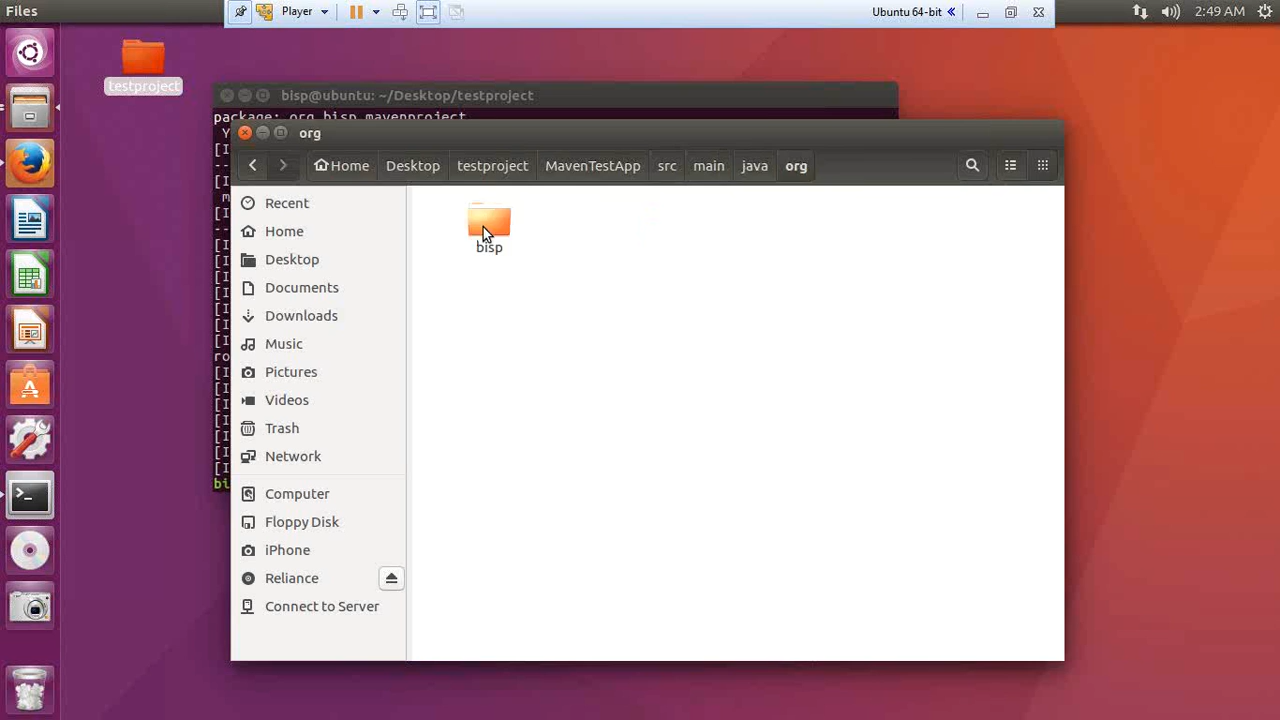 Files
Player
Ubuntu 64-bit
2:49 AM
testproject
bisp@ubuntu: ~/Desktop/testproject
package: org.bisp.mavenproject
Y
[I
--
[I
m
[I
--
[I
[I
[I
[I
[I
[I
[I
ro
[I
[I
[I
[I
[I
[I
[I
bi
org
Home
Desktop
testproject
MavenTestApp
src
main
java
org
Recent
Home
Desktop
Documents
Downloads
Music
Pictures
Videos
Trash
Network
Computer
Floppy Disk
iPhone
Reliance
Connect to Server
bisp